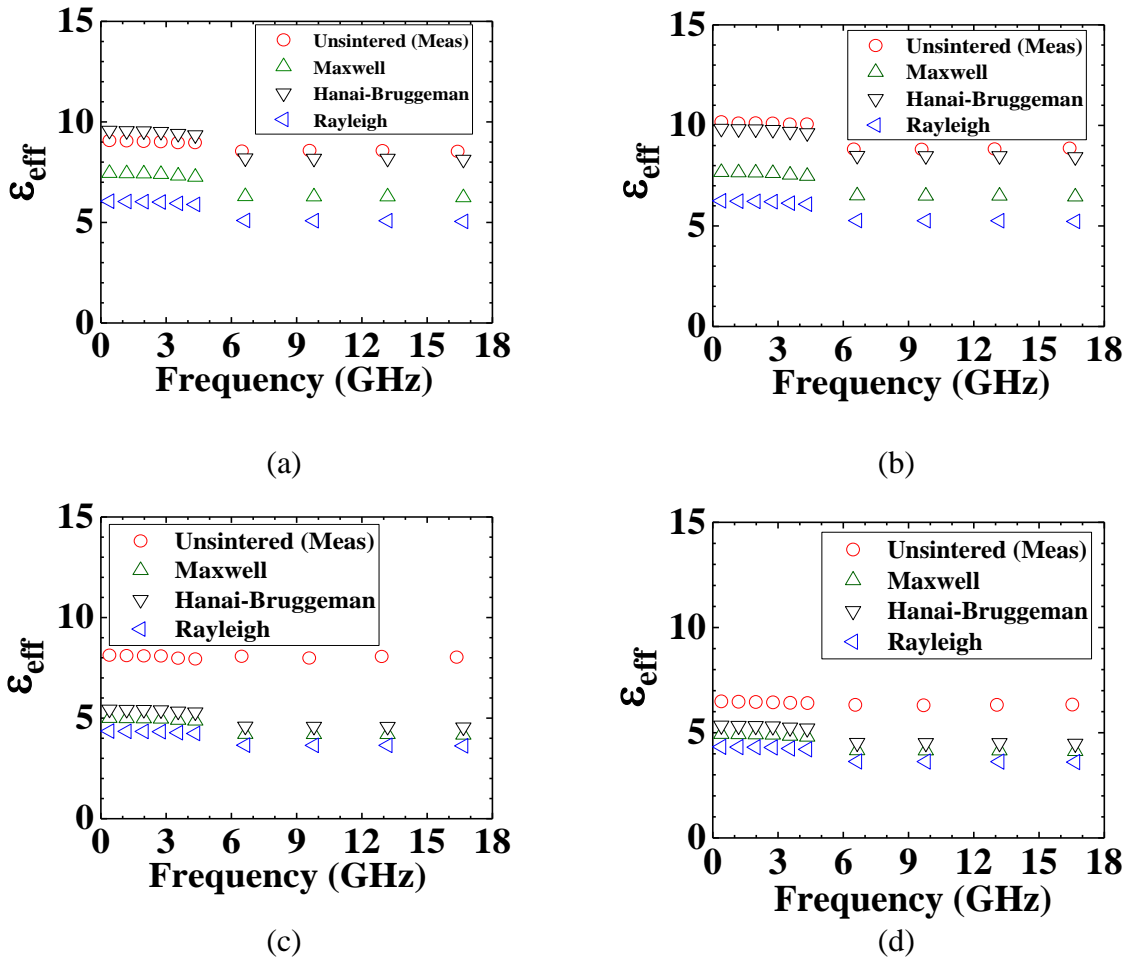 15
10
5
0
ε_eff
Unsintered (Meas)
Maxwell
Hanai-Bruggeman
Rayleigh
0 3 6 9 12 15 18
Frequency (GHz)
(a)
15
10
5
0
ε_eff
Unsintered (Meas)
Maxwell
Hanai-Bruggeman
Rayleigh
0 3 6 9 12 15 18
Frequency (GHz)
(b)
15
10
5
0
ε_eff
Unsintered (Meas)
Maxwell
Hanai-Bruggeman
Rayleigh
0 3 6 9 12 15 18
Frequency (GHz)
(c)
15
10
5
0
ε_eff
Unsintered (Meas)
Maxwell
Hanai-Bruggeman
Rayleigh
0 3 6 9 12 15 18
Frequency (GHz)
(d)